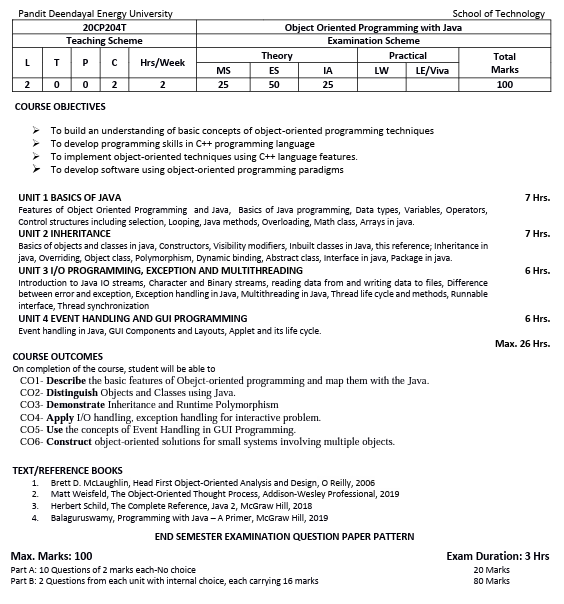 Pandit Deendayal Energy University School of Technology
20CP204T Object Oriented Programming with Java
Teaching Scheme Examination Scheme
L T P C Hrs/Week Theory Practical Total Marks
MS ES IA LW LE/Viva
2 0 0 2 2 25 50 25 100
COURSE OBJECTIVES
➢ To build an understanding of basic concepts of object-oriented programming techniques
➢ To develop programming skills in C++ programming language
➢ To implement object-oriented techniques using C++ language features.
➢ To develop software using object-oriented programming paradigms
UNIT 1 BASICS OF JAVA 7 Hrs.
Features of Object Oriented Programming and Java, Basics of Java programming, Data types, Variables, Operators,
Control structures including selection, Looping, Java methods, Overloading, Math class, Arrays in java.
UNIT 2 INHERITANCE 7 Hrs.
Basics of objects and classes in java, Constructors, Visibility modifiers, Inbuilt classes in Java, this reference; Inheritance in
java, Overriding, Object class, Polymorphism, Dynamic binding, Abstract class, Interface in java, Package in java.
UNIT 3 I/O PROGRAMMING, EXCEPTION AND MULTITHREADING 6 Hrs.
Introduction to Java IO streams, Character and Binary streams, reading data from and writing data to files, Difference
between error and exception, Exception handling in Java, Multithreading in Java, Thread life cycle and methods, Runnable
interface, Thread synchronization
UNIT 4 EVENT HANDLING AND GUI PROGRAMMING 6 Hrs.
Event handling in Java, GUI Components and Layouts, Applet and its life cycle.
Max. 26 Hrs.
COURSE OUTCOMES
On completion of the course, student will be able to
CO1- Describe the basic features of Obejct-oriented programming and map them with the Java.
CO2- Distinguish Objects and Classes using Java.
CO3- Demonstrate Inheritance and Runtime Polymorphism
CO4- Apply I/O handling, exception handling for interactive problem.
CO5- Use the concepts of Event Handling in GUI Programming.
CO6- Construct object-oriented solutions for small systems involving multiple objects.
TEXT/REFERENCE BOOKS
1. Brett D. McLaughlin, Head First Object-Oriented Analysis and Design, O Reilly, 2006
2. Matt Weisfeld, The Object-Oriented Thought Process, Addison-Wesley Professional, 2019
3. Herbert Schild, The Complete Reference, Java 2, McGraw Hill, 2018
4. Balaguruswamy, Programming with Java – A Primer, McGraw Hill, 2019
END SEMESTER EXAMINATION QUESTION PAPER PATTERN
Max. Marks: 100 Exam Duration: 3 Hrs
Part A: 10 Questions of 2 marks each-No choice 20 Marks
Part B: 2 Questions from each unit with internal choice, each carrying 16 marks 80 Marks